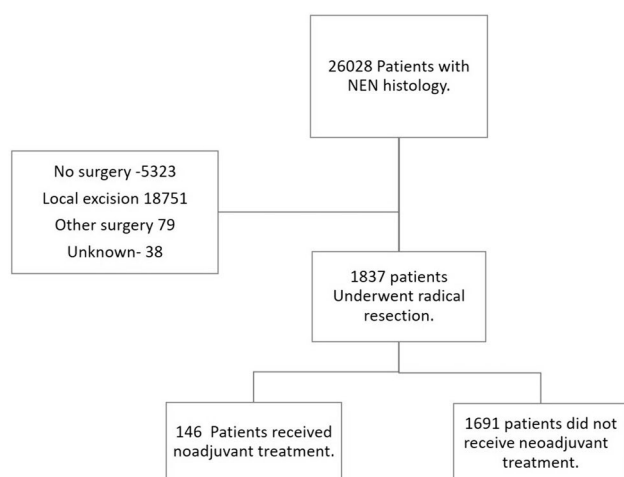 26028 Patients with
NEN histology.
No surgery -5323
Local excision 18751
Other surgery 79
Unknown- 38
1837 patients
Underwent radical
resection.
146  Patients received
noadjuvant treatment.
1691 patients did not
receive neoadjuvant
treatment.